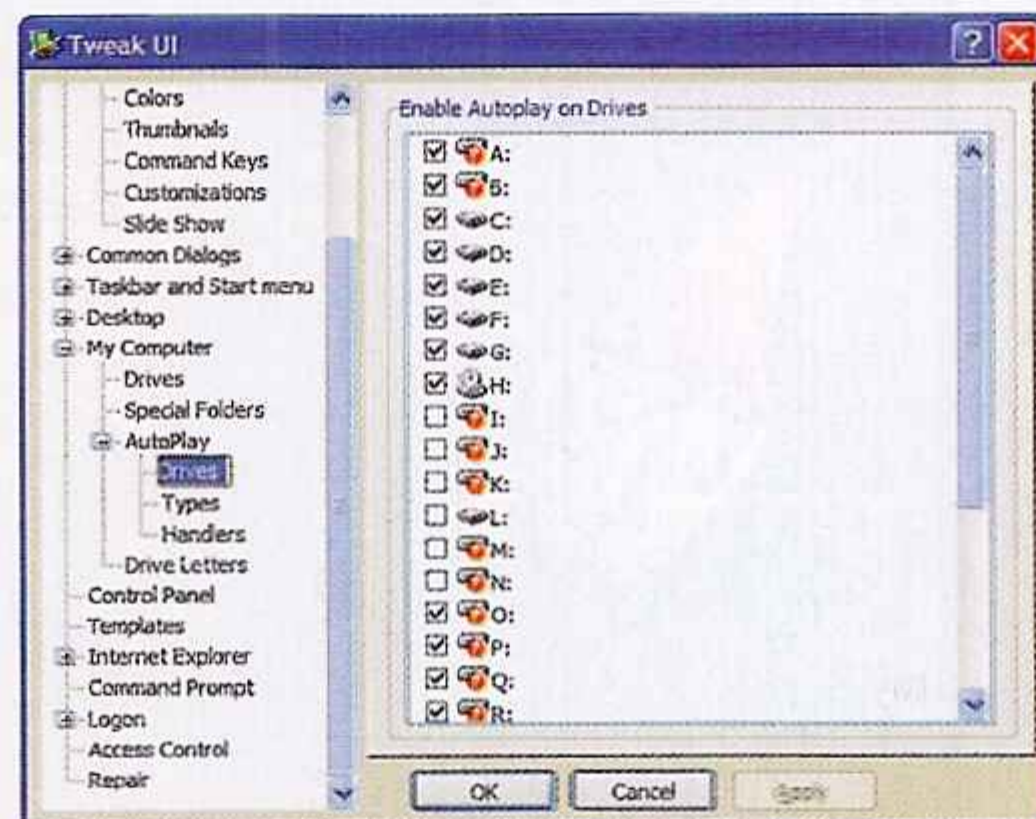 Tweak UI
Colors
Thumbnails
Command Keys
Customizations
Slide Show
Common Dialogs
Taskbar and Start menu
Desktop
My Computer
Drives
Special Folders
AutoPlay
Drives
Types
Handlers
Drive Letters
Control Panel
Templates
Internet Explorer
Command Prompt
Logon
Access Control
Repair
Enable Autoplay on Drives
A:
B:
C:
D:
E:
F:
G:
H:
I:
J:
K:
L:
M:
N:
O:
P:
Q:
R:
OK
Cancel
Apply